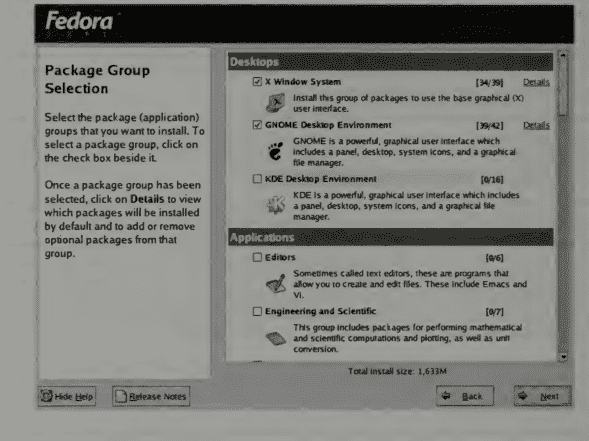 Fedora
Package Group
Selection
Select the package (application)
groups that you want to install. To
select a package group, click on
the check box beside it.
Once a package group has been
selected, click on Details to view
which packages will be installed
by default and to add or remove
optional packages from that
group.
Desktops
X Window System [34/39] Details
Install this group of packages to use the base graphical (X)
user interface.
GNOME Desktop Environment [39/42] Details
GNOME is a powerful, graphical user interface which
includes a panel, desktop, system icons, and a graphical
file manager.
KDE Desktop Environment [0/16]
KDE is a powerful, graphical user interface which includes
a panel, desktop, system icons, and a graphical file
manager.
Applications
Editors [0/6]
Sometimes called text editors, these are programs that
allow you to create and edit files. These include Emacs and
Vi.
Engineering and Scientific [0/7]
This group includes packages for performing mathematical
and scientific computations and plotting, as well as unit
conversion.
Total install size: 1,633M
Hide Help
Release Notes
Back
Next